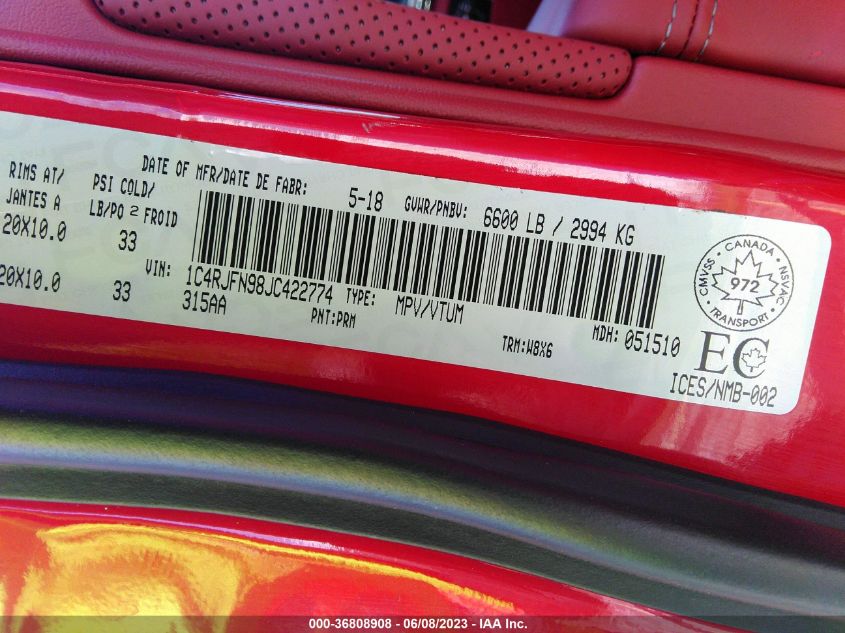 RIMS AT/
JANTES A
20X10.0
20X10.0
PSI COLD/
LB/PO 2 FROID
33
33
DATE OF MFR/DATE DE FABR: 5-18 GVWR/PNBV: 6600 LB / 2994 KG
VIN: 1C4RJFN98JC422774 TYPE: MPV/VTUM MDH: 051510
315AA PNT:PRM TRM:W8X6
CANADA
CMVSS NSVAC
972
TRANSPORT
EC
ICES/NMB-002
000-36808908 - 06/08/2023 - IAA Inc.